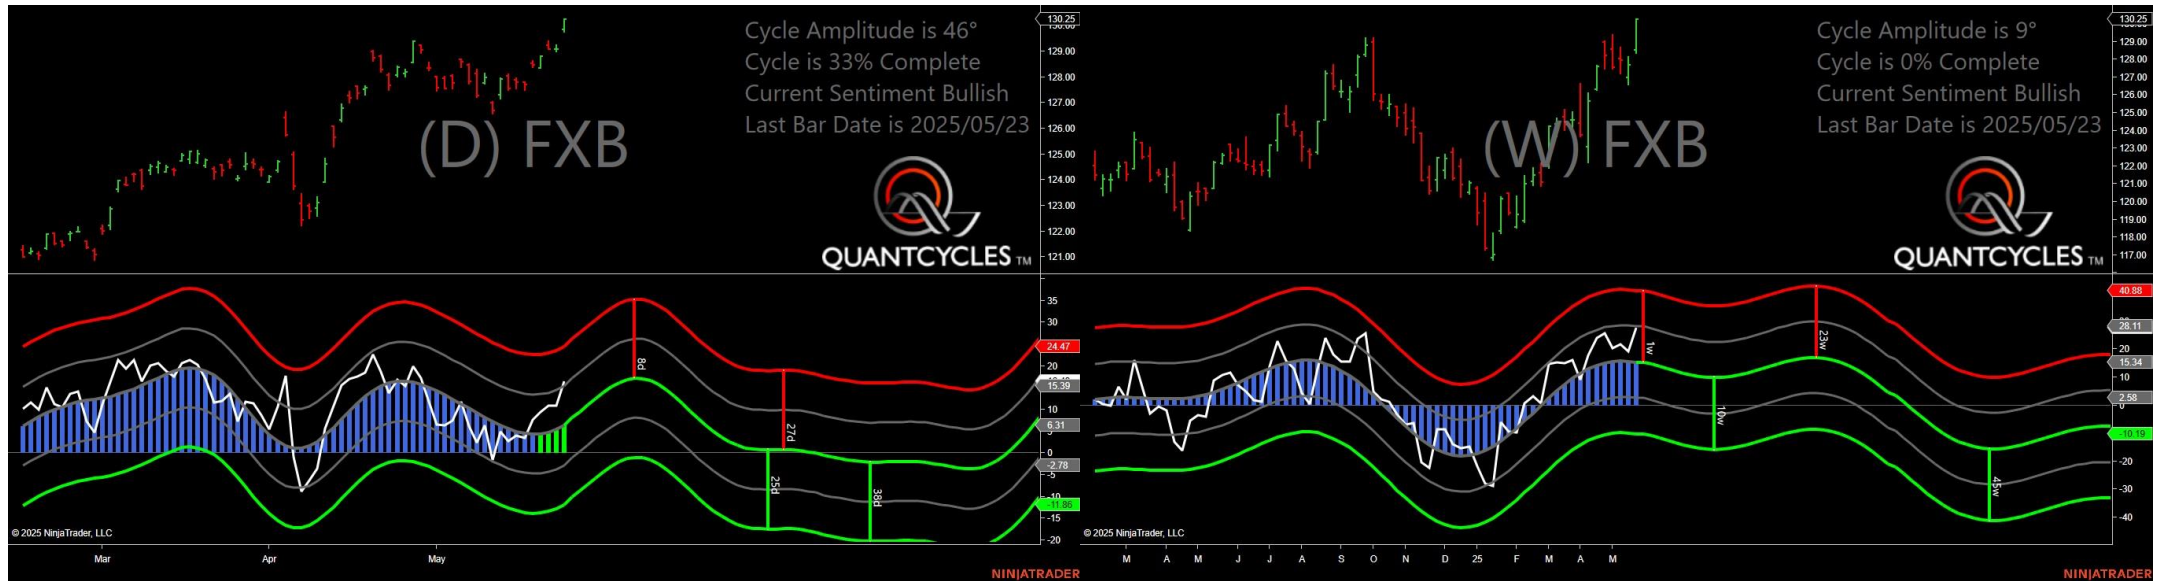 Cycle Amplitude is 46°
Cycle is 33% Complete
Current Sentiment Bullish
Last Bar Date is 2025/05/23
(D) FXB
QUANTCYCLES TM
130.25
129.00
128.00
127.00
126.00
125.00
124.00
123.00
122.00
121.00
35
30
24.47
20
15.39
10
6.31
0
-2.78
-5
-10
-11.86
-15
-20
8d
27d
25d
38d
© 2025 NinjaTrader, LLC
Mar Apr May
NINJATRADER
Cycle Amplitude is 9°
Cycle is 0% Complete
Current Sentiment Bullish
Last Bar Date is 2025/05/23
(W) FXB
QUANTCYCLES TM
130.25
129.00
128.00
127.00
126.00
125.00
124.00
123.00
122.00
121.00
120.00
119.00
118.00
117.00
40.88
28.11
20
15.34
10
2.58
0
-10.19
-20
-30
-40
1w
23w
10w
45w
© 2025 NinjaTrader, LLC
M A M J J A S O N D 25 F M A M
NINJATRADER